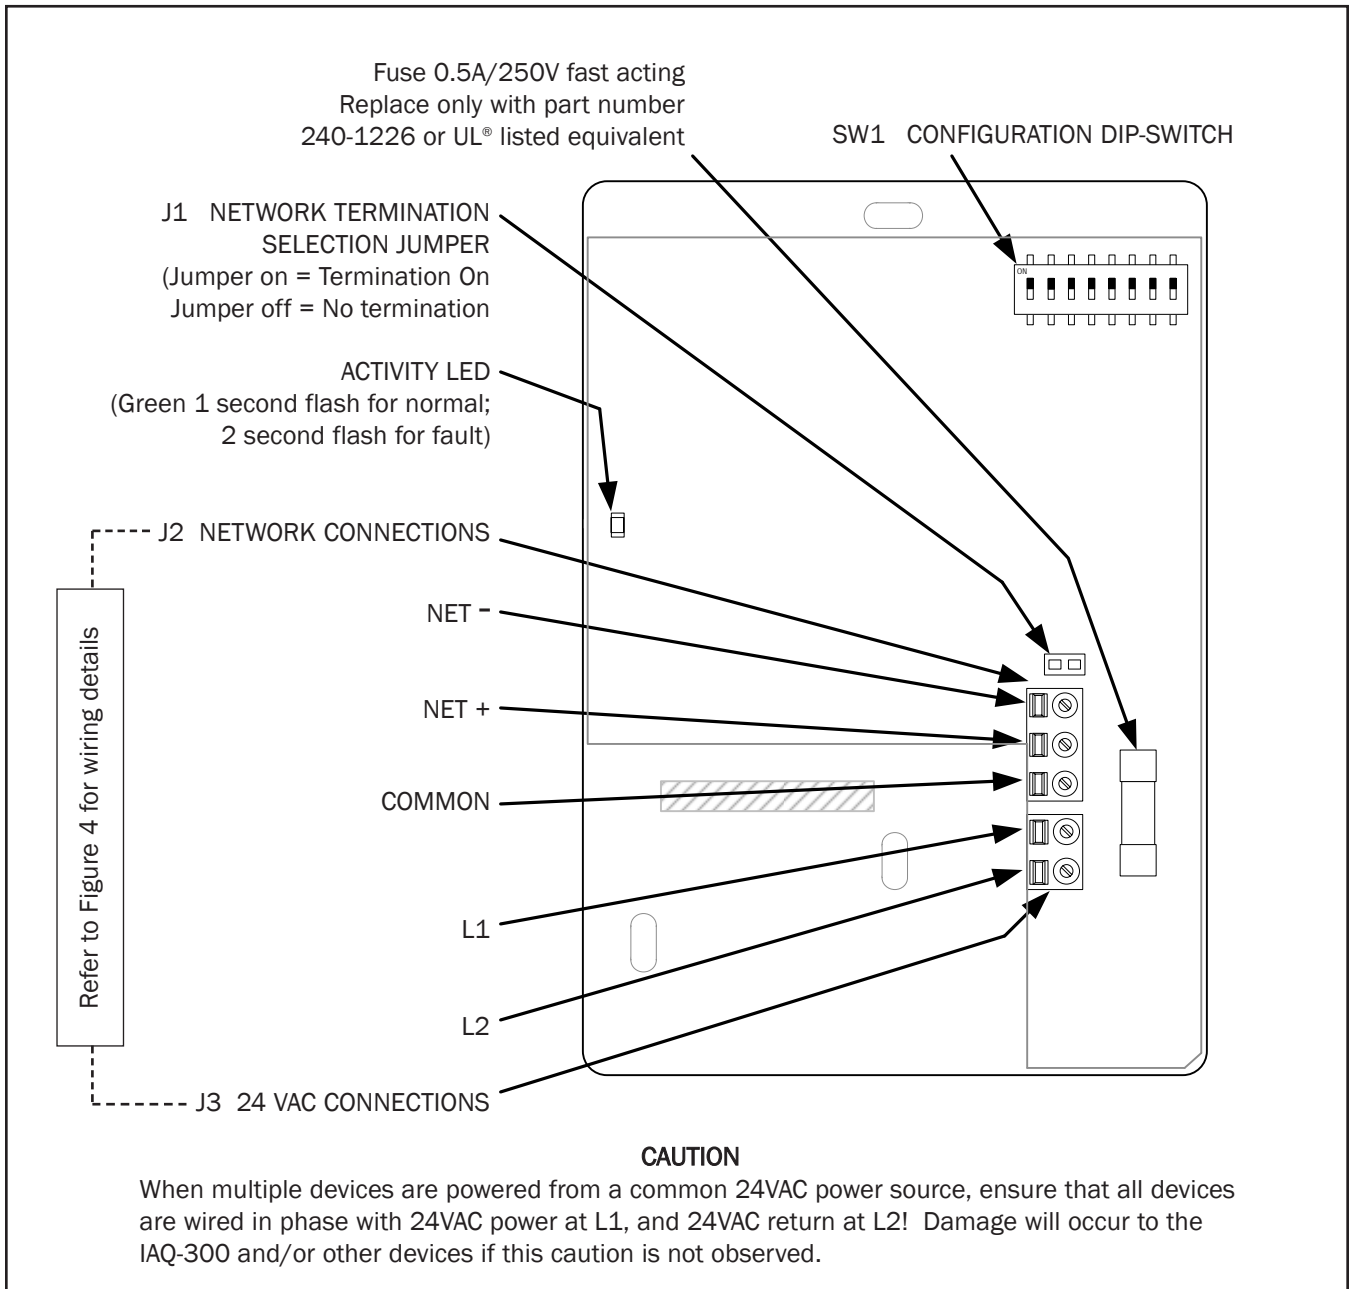 Fuse 0.5A/250V fast acting
Replace only with part number
240-1226 or UL® listed equivalent
SW1 CONFIGURATION DIP-SWITCH
J1 NETWORK TERMINATION
SELECTION JUMPER
(Jumper on = Termination On
Jumper off = No termination
ON
ACTIVITY LED
(Green 1 second flash for normal;
2 second flash for fault)
J2 NETWORK CONNECTIONS
NET -
NET +
COMMON
L1
L2
J3 24 VAC CONNECTIONS
Refer to Figure 4 for wiring details
CAUTION
When multiple devices are powered from a common 24VAC power source, ensure that all devices
are wired in phase with 24VAC power at L1, and 24VAC return at L2! Damage will occur to the
IAQ-300 and/or other devices if this caution is not observed.